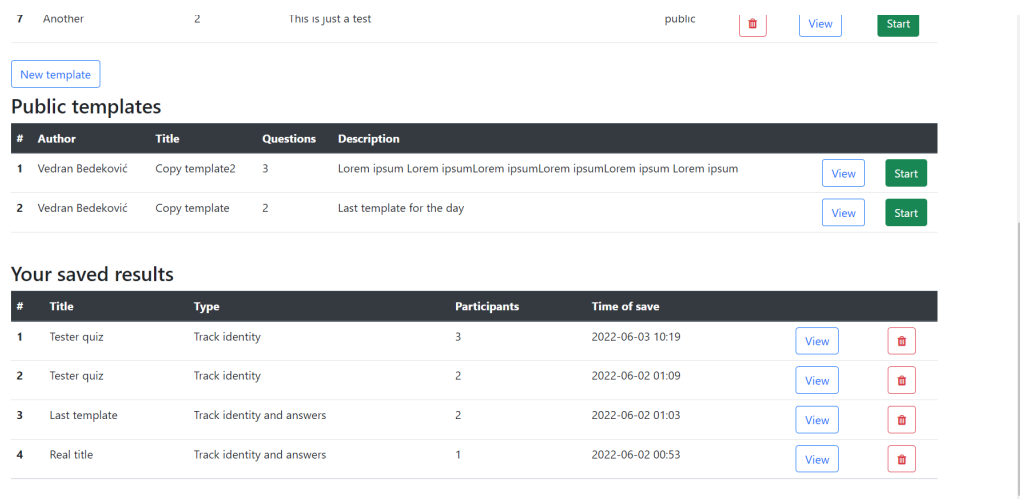 7 Another 2 This is just a test public View Start
New template
Public templates
# Author Title Questions Description
1 Vedran Bedeković Copy template2 3 Lorem ipsum Lorem ipsumLorem ipsumLorem ipsumLorem ipsum Lorem ipsum View Start
2 Vedran Bedeković Copy template 2 Last template for the day View Start
Your saved results
# Title Type Participants Time of save
1 Tester quiz Track identity 3 2022-06-03 10:19 View
2 Tester quiz Track identity 2 2022-06-02 01:09 View
3 Last template Track identity and answers 2 2022-06-02 01:03 View
4 Real title Track identity and answers 1 2022-06-02 00:53 View